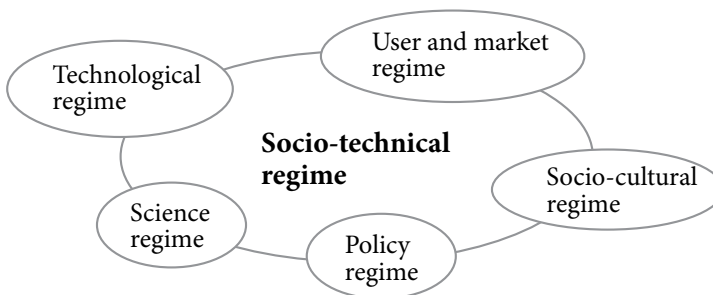 User and market
regime
Technological
regime
Socio-technical
regime
Socio-cultural
regime
Science
regime
Policy
regime